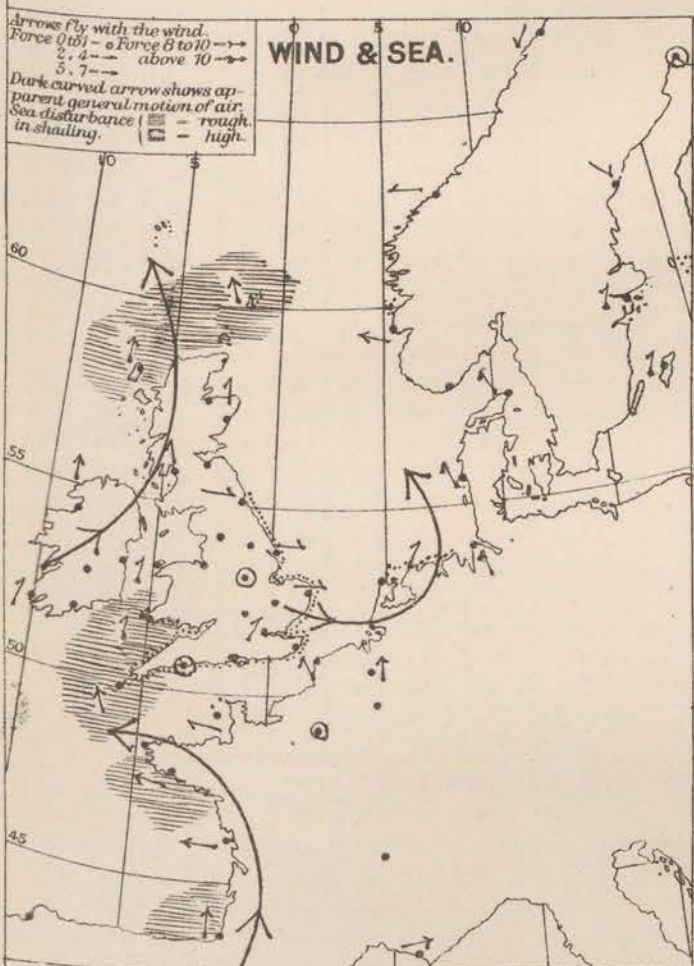 Arrows fly with the wind.
Force 0 to 1 – Force 8 to 10 –
2, 4 – above 10 –
5, 7 –
Dark curved arrow shows ap-
parent general motion of air.
Sea disturbance { – rough.
in shading. { – high.
WIND & SEA.
5 0 5 10
10 5
60
55
50
45